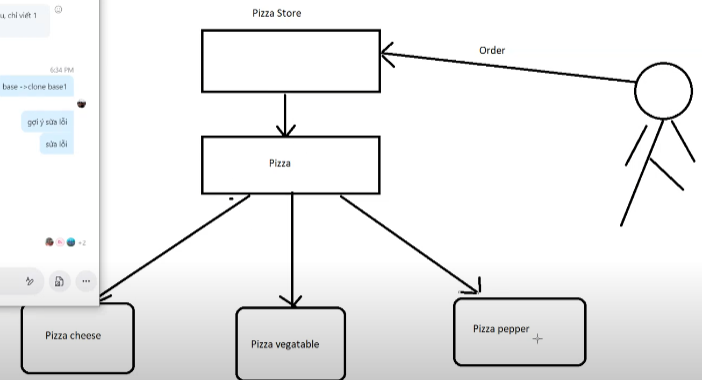 Pizza Store
u, chỉ viết 1
Order
6:34 PM
base ->clone base1
gợi ý sửa lỗi
sửa lỗi
Pizza
+2
Pizza cheese
Pizza vegatable
Pizza pepper